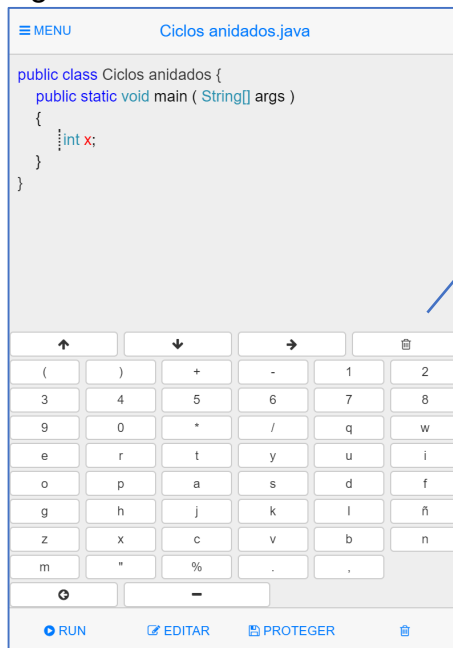 MENU Ciclos anidados.java
public class Ciclos anidados {
public static void main ( String[] args )
{
int x;
}
}
( ) + - 1 2
3 4 5 6 7 8
9 0 * / q w
e r t y u i
o p a s d f
g h j k l ñ
z x c v b n
m " % . ,
RUN EDITAR PROTEGER